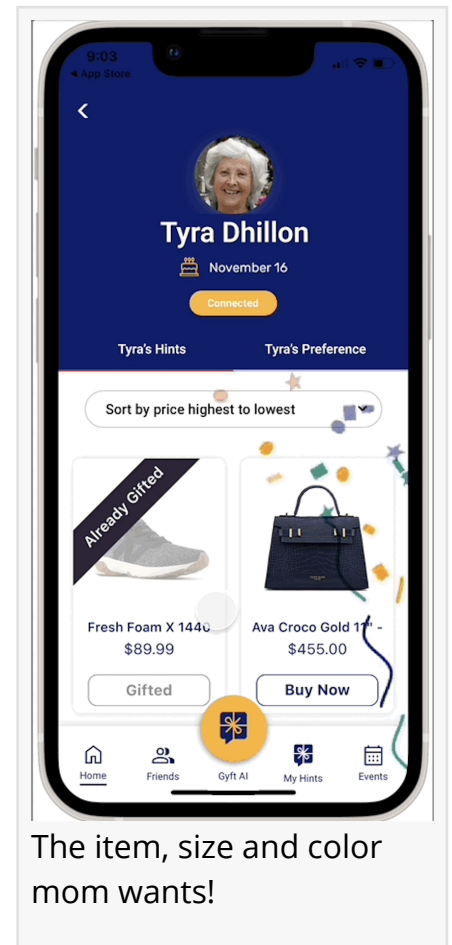 9:03
◀ App Store
Tyra Dhillon
November 16
Connected
Tyra's Hints
Tyra's Preference
Sort by price highest to lowest
Already Gifted
Fresh Foam X 1440
$89.99
Gifted
Ava Croco Gold 11" -
$455.00
Buy Now
Home
Friends
Gyft AI
My Hints
Events
The item, size and color
mom wants!